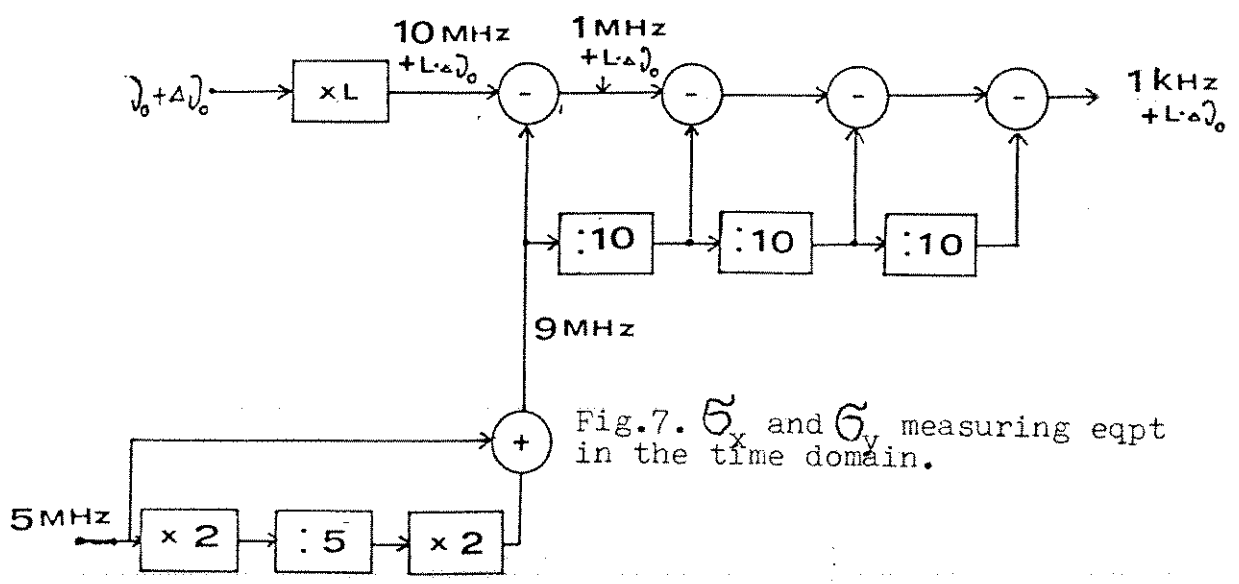 10 MHz
+L·Δν₀
1 MHz
+L·Δν₀
ν₀+Δν₀
×L
-
-
-
-
1 kHz
+L·Δν₀
:10
:10
:10
9 MHz
+
Fig.7. σx and σy measuring eqpt
in the time domain.
5 MHz
× 2
: 5
× 2